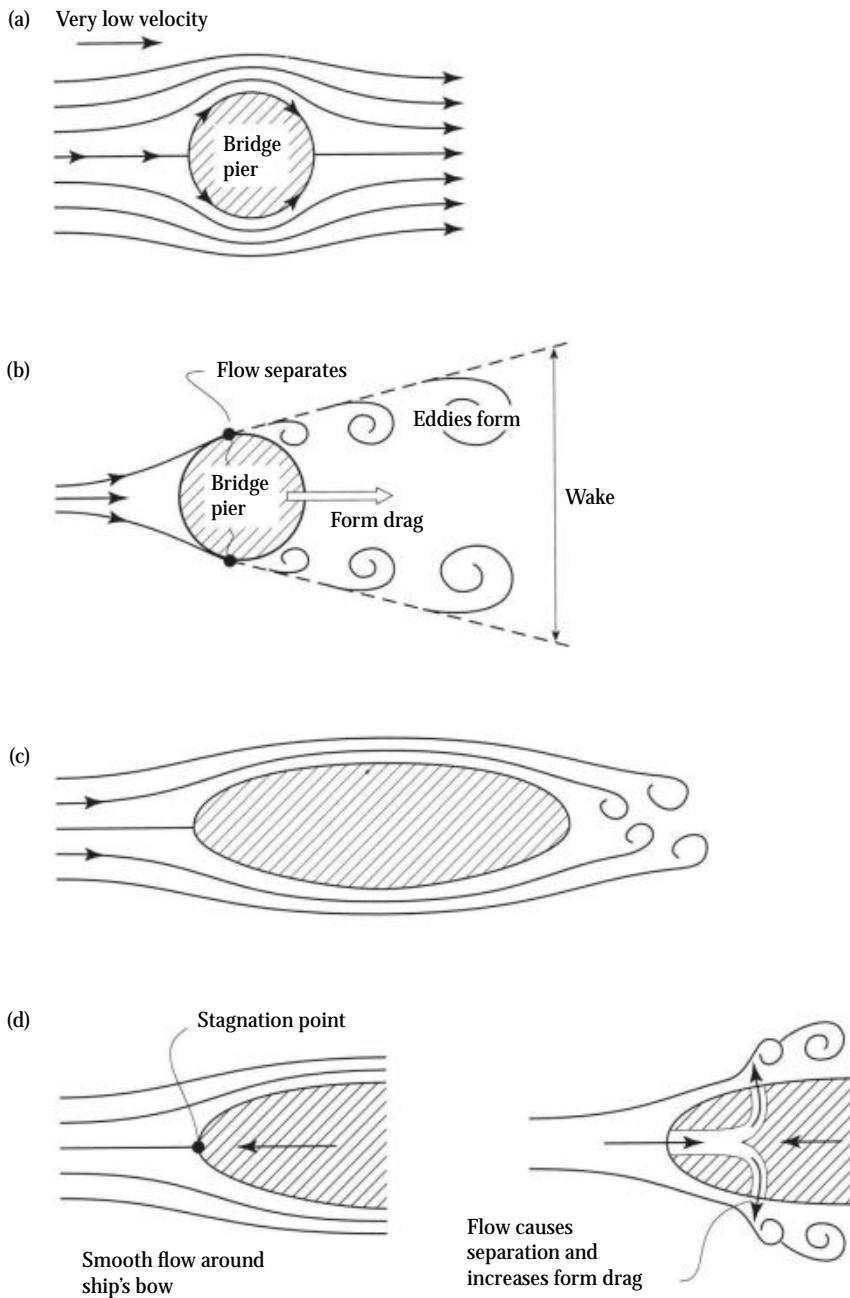 (a)
Very low velocity
Bridge
pier
(b)
Flow separates
Eddies form
Bridge
pier
Form drag
Wake
(c)
(d)
Stagnation point
Smooth flow around
ship's bow
Flow causes
separation and
increases form drag